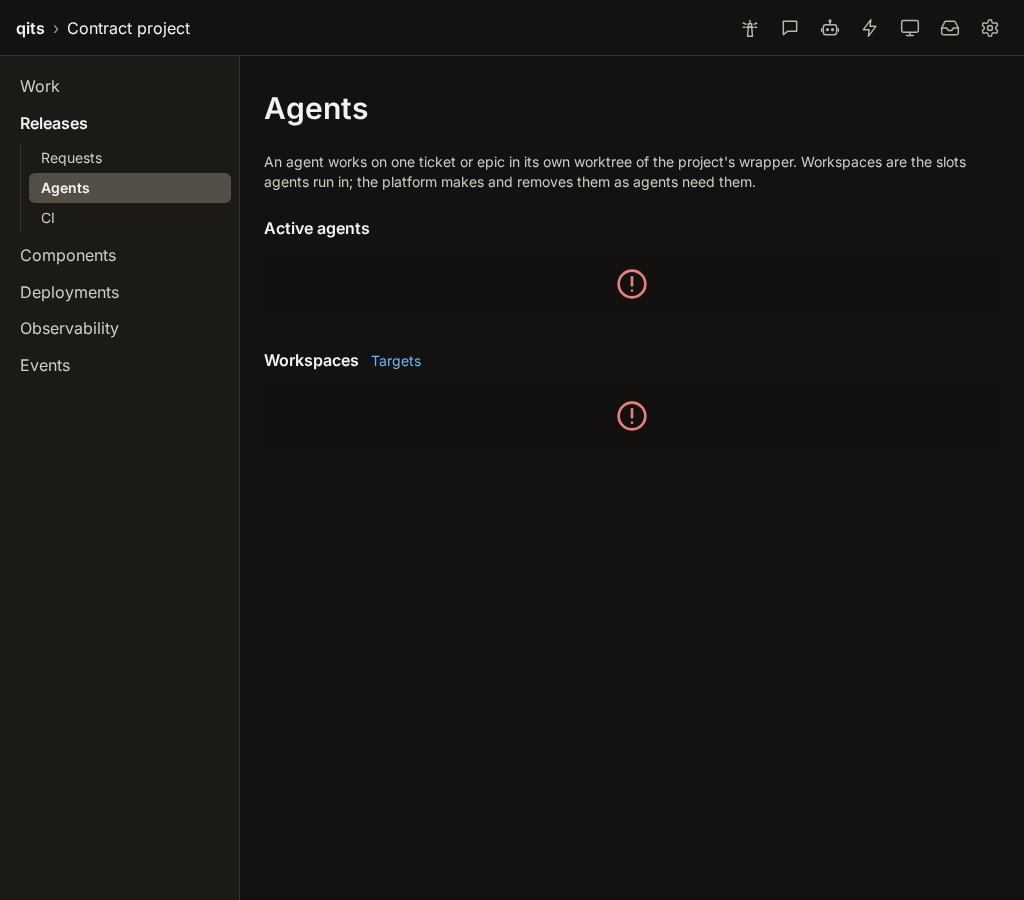 qits › Contract project
Work
Releases
Requests
Agents
CI
Components
Deployments
Observability
Events
Agents
An agent works on one ticket or epic in its own worktree of the project's wrapper. Workspaces are the slots
agents run in; the platform makes and removes them as agents need them.
Active agents
Workspaces Targets